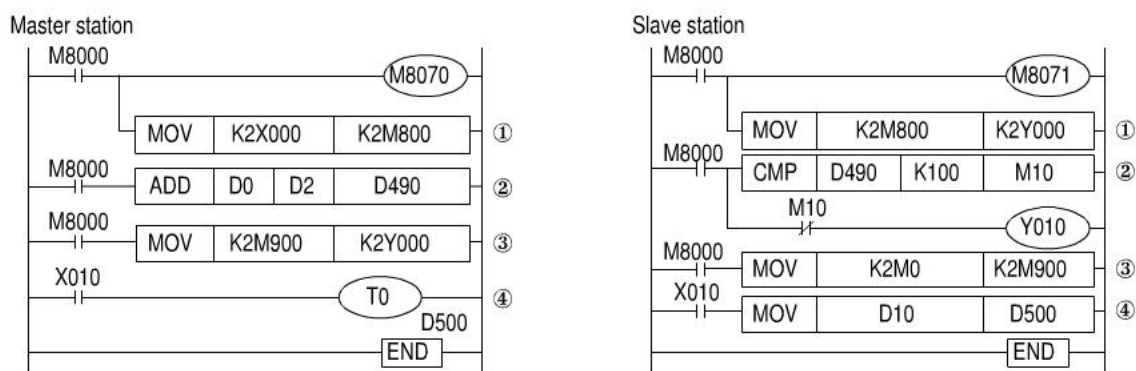 Master station
M8000
M8070
MOV K2X000 K2M800 ①
M8000
ADD D0 D2 D490 ②
M8000
MOV K2M900 K2Y000 ③
X010
T0 ④
D500
END
Slave station
M8000
M8071
MOV K2M800 K2Y000 ①
M8000
CMP D490 K100 M10 ②
M10
Y010
M8000
MOV K2M0 K2M900 ③
X010
MOV D10 D500 ④
END